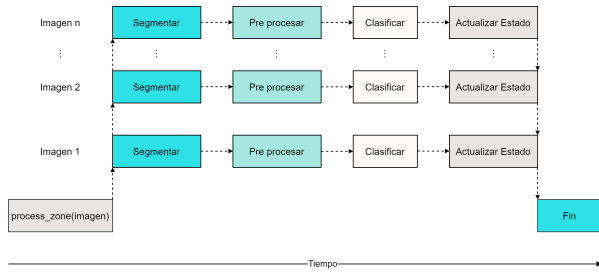 Imagen n
Segmentar
Pre procesar
Clasificar
Actualizar Estado
Imagen 2
Segmentar
Pre procesar
Clasificar
Actualizar Estado
Imagen 1
Segmentar
Pre procesar
Clasificar
Actualizar Estado
process_zone(imagen)
Fin
Tiempo